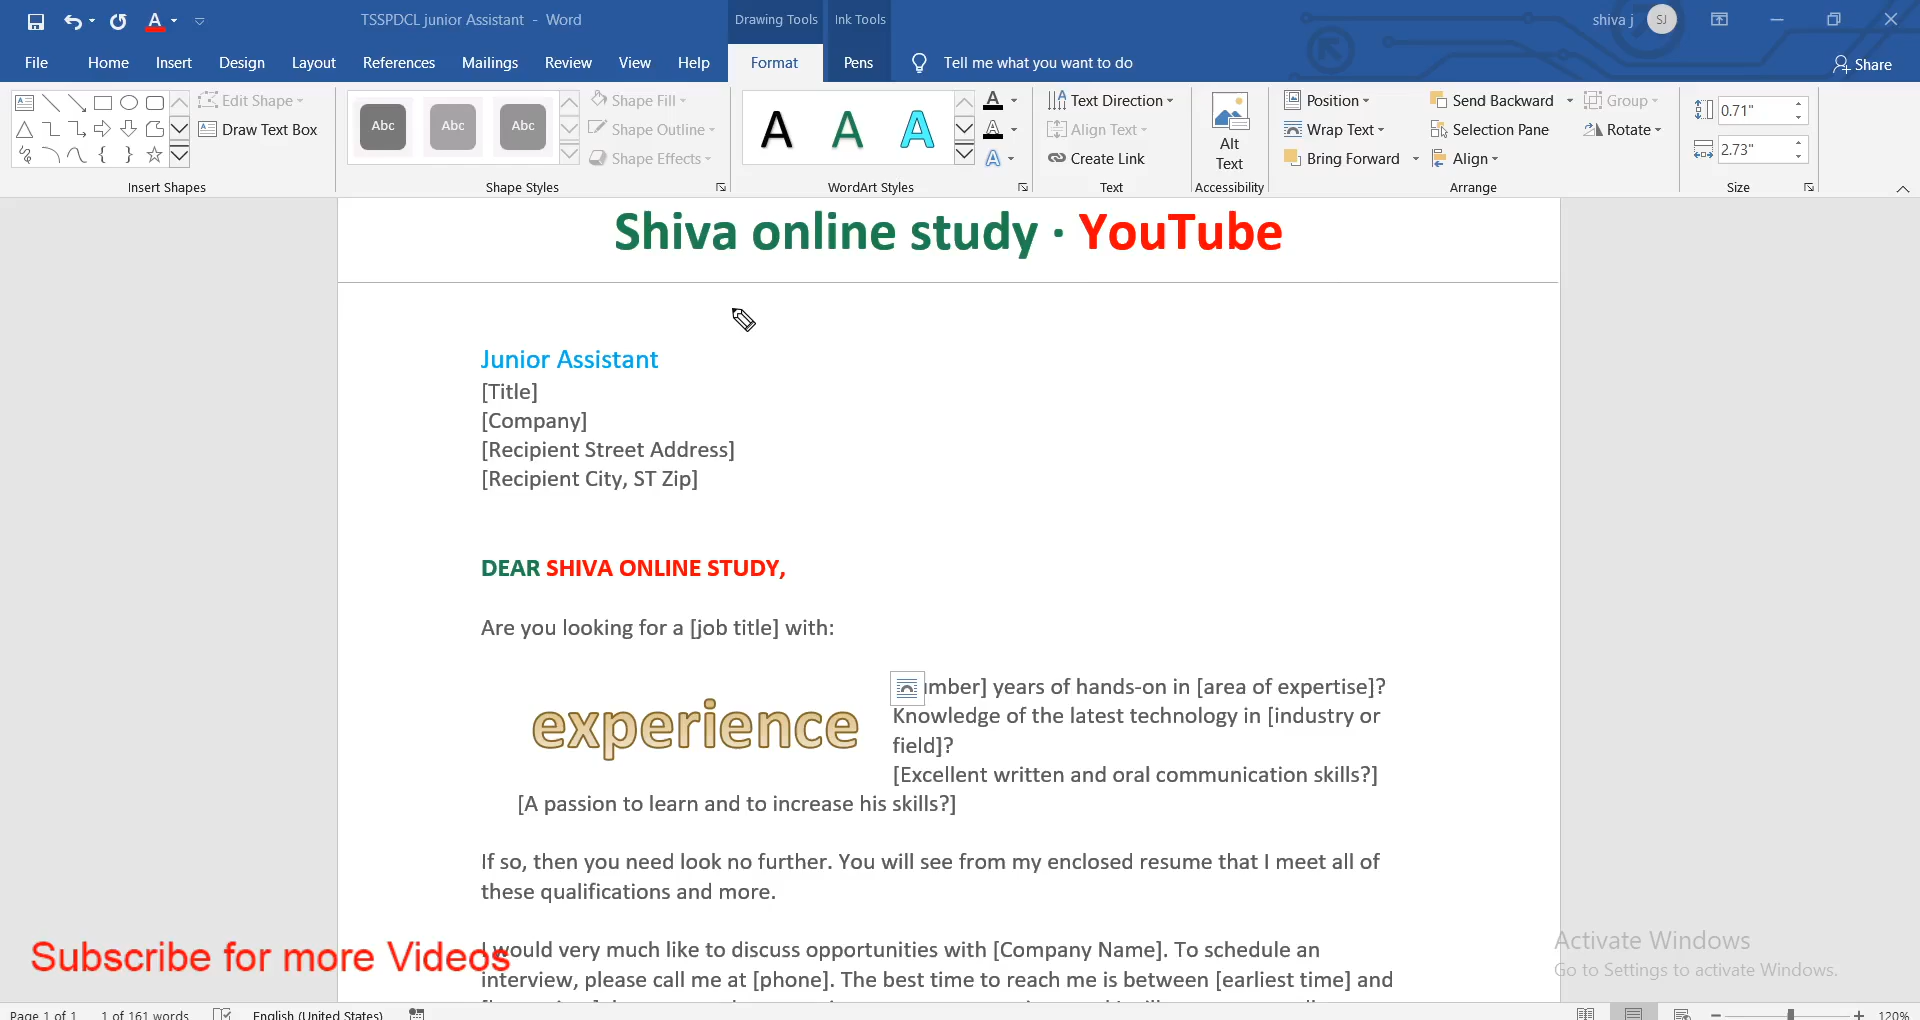 TSSPDCL junior Assistant - Word
Drawing Tools
Ink Tools
shiva j
SJ
File
Home
Insert
Design
Layout
References
Mailings
Review
View
Help
Format
Pens
Tell me what you want to do
Share
Edit Shape
Draw Text Box
Insert Shapes
Abc
Abc
Abc
Shape Fill
Shape Outline
Shape Effects
Shape Styles
A
A
A
WordArt Styles
Text Direction
Align Text
Create Link
Text
Alt
Text
Accessibility
Position
Wrap Text
Bring Forward
Send Backward
Selection Pane
Align
Group
Rotate
Arrange
0.71"
2.73"
Size
Shiva online study · YouTube
Junior Assistant
[Title]
[Company]
[Recipient Street Address]
[Recipient City, ST Zip]
DEAR SHIVA ONLINE STUDY,
Are you looking for a [job title] with:
experience
mber] years of hands-on in [area of expertise]?
Knowledge of the latest technology in [industry or
field]?
[Excellent written and oral communication skills?]
[A passion to learn and to increase his skills?]
If so, then you need look no further. You will see from my enclosed resume that I meet all of
these qualifications and more.
I would very much like to discuss opportunities with [Company Name]. To schedule an
interview, please call me at [phone]. The best time to reach me is between [earliest time] and
Subscribe for more Videos
Activate Windows
Go to Settings to activate Windows.
Page 1 of 1
1 of 161 words
English (United States)
120%